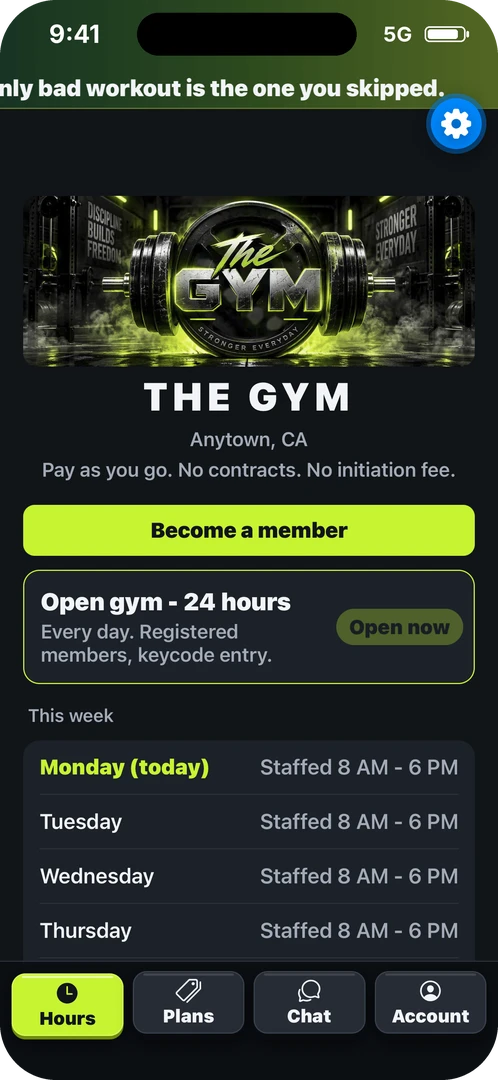 9:41
5G
nly bad workout is the one you skipped.
DISCIPLINE
BUILDS
FREEDOM
STRONGER
EVERYDAY
The
GYM
STRONGER EVERYDAY
THE GYM
Anytown, CA
Pay as you go. No contracts. No initiation fee.
Become a member
Open gym - 24 hours
Every day. Registered
members, keycode entry.
Open now
This week
Monday (today) Staffed 8 AM - 6 PM
Tuesday Staffed 8 AM - 6 PM
Wednesday Staffed 8 AM - 6 PM
Thursday Staffed 8 AM - 6 PM
Hours
Plans
Chat
Account